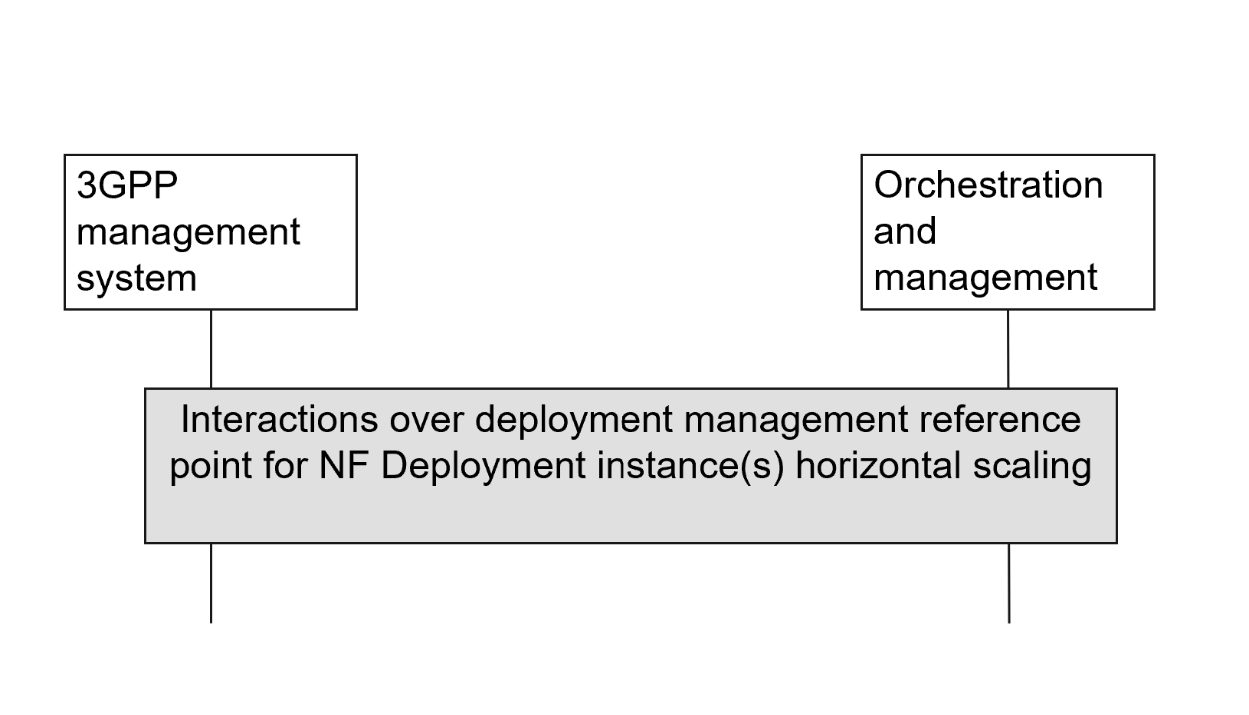 3GPP
management
system
Orchestration
and
management
Interactions over deployment management reference
point for NF Deployment instance(s) horizontal scaling